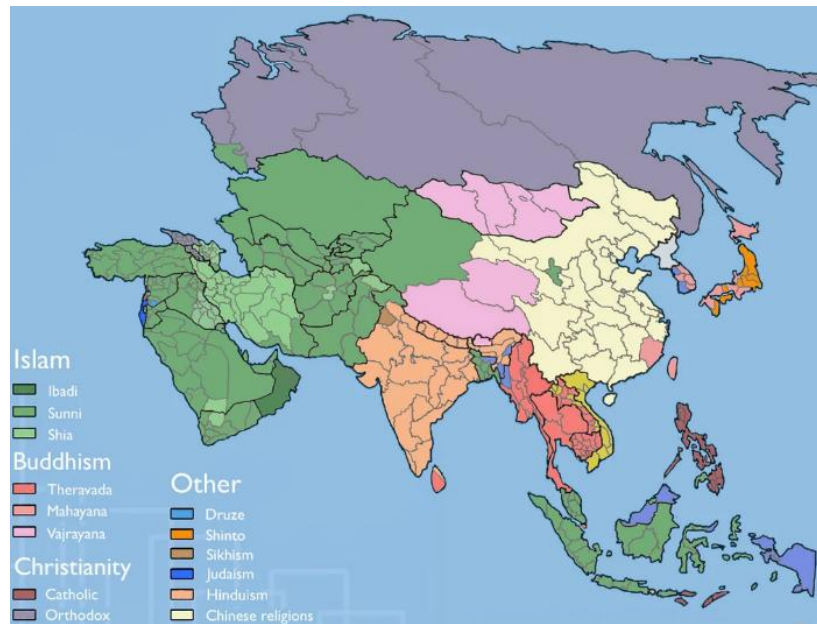 Islam
Ibadi
Sunni
Shia
Buddhism
Theravada
Mahayana
Vajrayana
Christianity
Catholic
Orthodox
Other
Druze
Shinto
Sikhism
Judaism
Hinduism
Chinese religions